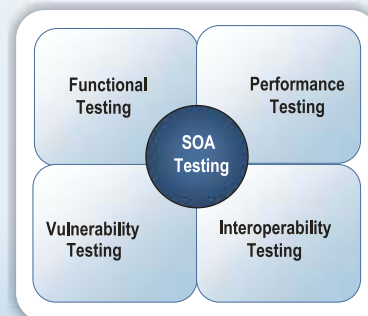 Functional
Testing
Performance
Testing
SOA
Testing
Vulnerability
Testing
Interoperability
Testing